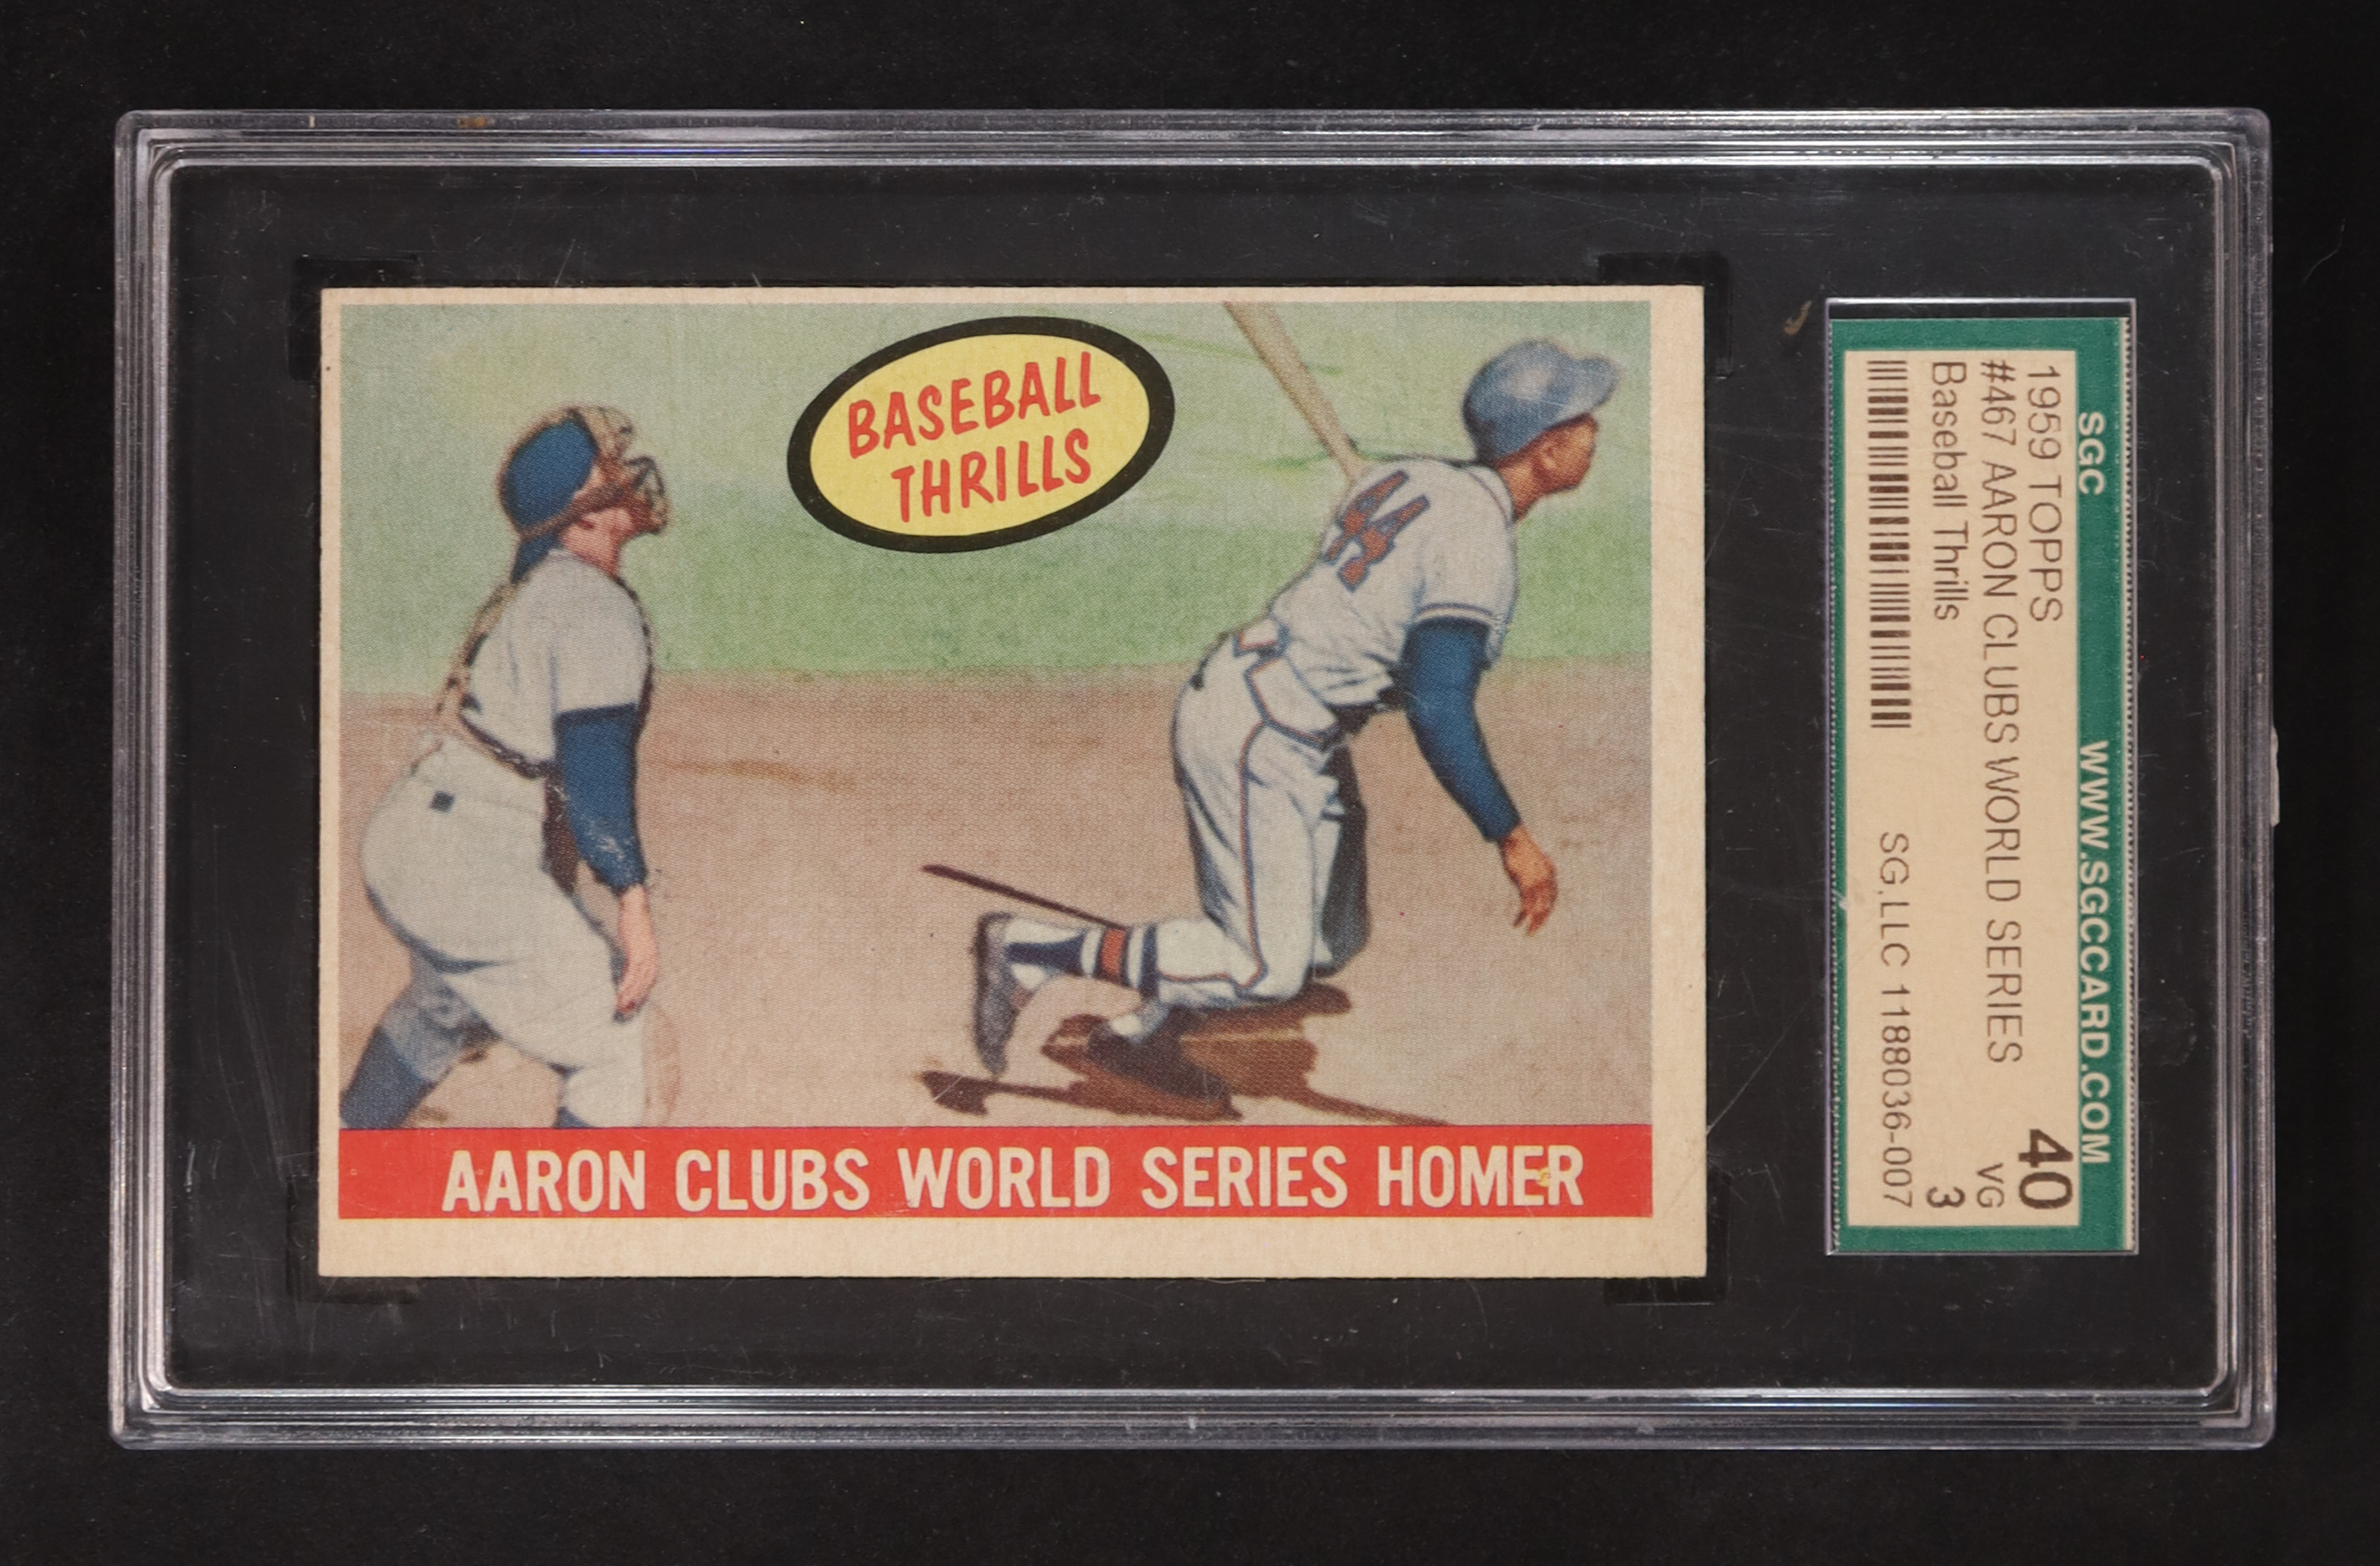 BASEBALL
THRILLS
44
AARON CLUBS WORLD SERIES HOMER
SGC WWW.SGCCARD.COM
1959 TOPPS 40
#467 AARON CLUBS WORLD SERIES VG
Baseball Thrills 3
SG,LLC 1188036-007